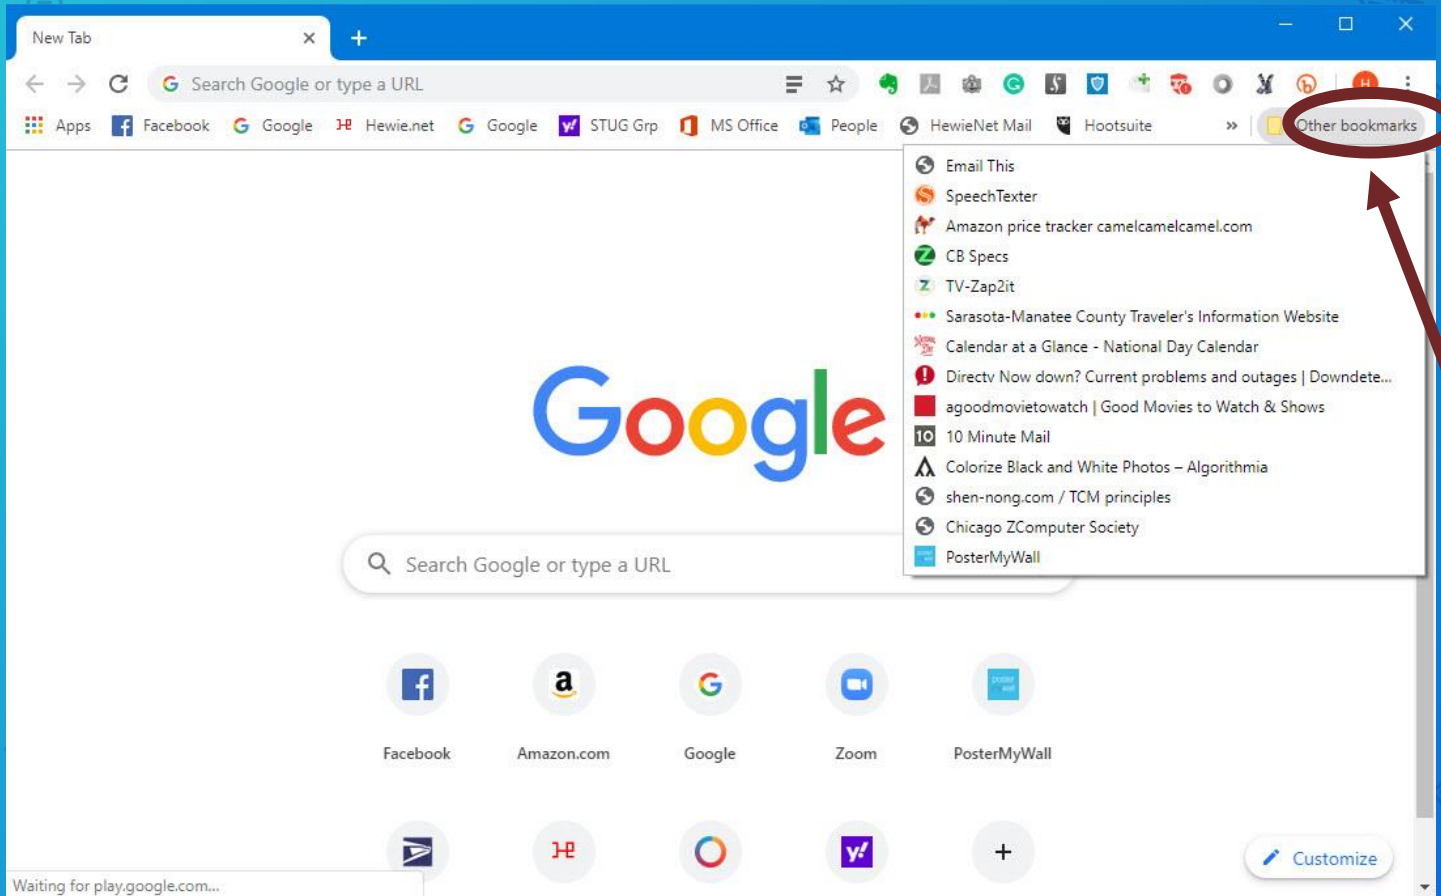 New Tab
Search Google or type a URL
H
Apps Facebook Google Hewie.net Google STUG Grp MS Office People HewieNet Mail Hootsuite » Other bookmarks
Email This
SpeechTexter
Amazon price tracker camelcamelcamel.com
CB Specs
TV-Zap2it
Sarasota-Manatee County Traveler's Information Website
Calendar at a Glance - National Day Calendar
Directv Now down? Current problems and outages | Downdete...
agoodmovietowatch | Good Movies to Watch & Shows
10 Minute Mail
Colorize Black and White Photos – Algorithmia
shen-nong.com / TCM principles
Chicago ZComputer Society
PosterMyWall
Google
Search Google or type a URL
Facebook Amazon.com Google Zoom PosterMyWall
Customize
Waiting for play.google.com...